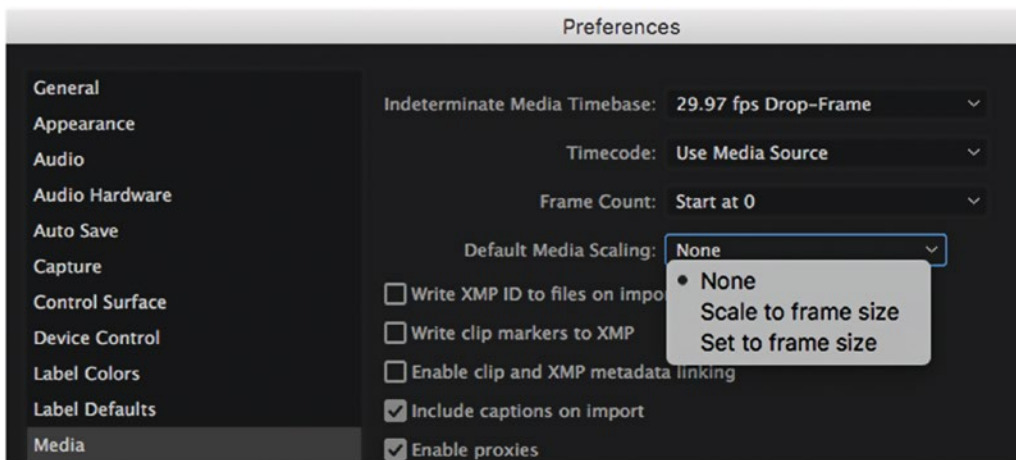 Preferences
General
Appearance
Audio
Audio Hardware
Auto Save
Capture
Control Surface
Device Control
Label Colors
Label Defaults
Media
Indeterminate Media Timebase: 29.97 fps Drop-Frame
Timecode: Use Media Source
Frame Count: Start at 0
Default Media Scaling: None
None
Scale to frame size
Set to frame size
Write XMP ID to files on impo
Write clip markers to XMP
Enable clip and XMP metadata linking
Include captions on import
Enable proxies